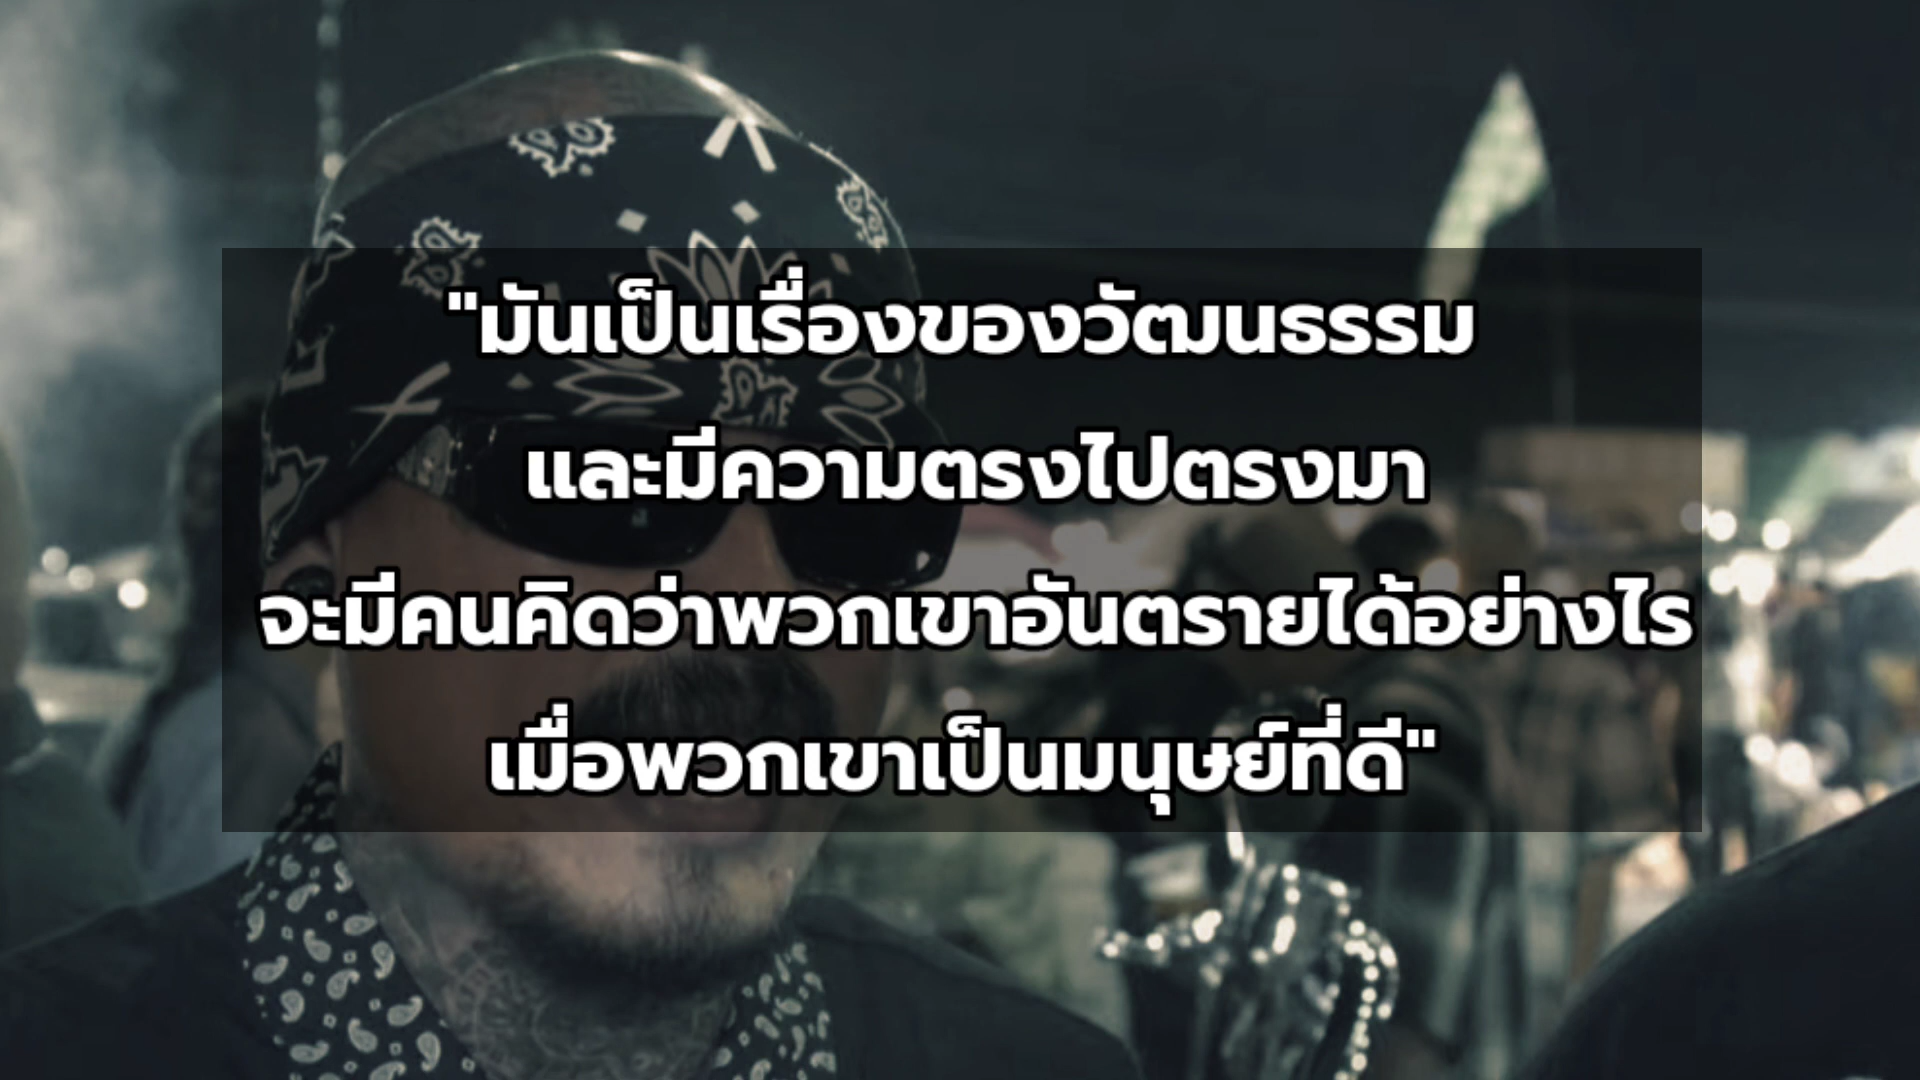 "มันเป็นเรื่องของวัฒนธรรม
และมีความตรงไปตรงมา
จะมีคนคิดว่าพวกเขาอันตรายได้อย่างไร
เมื่อพวกเขาเป็นมนุษย์ที่ดี"